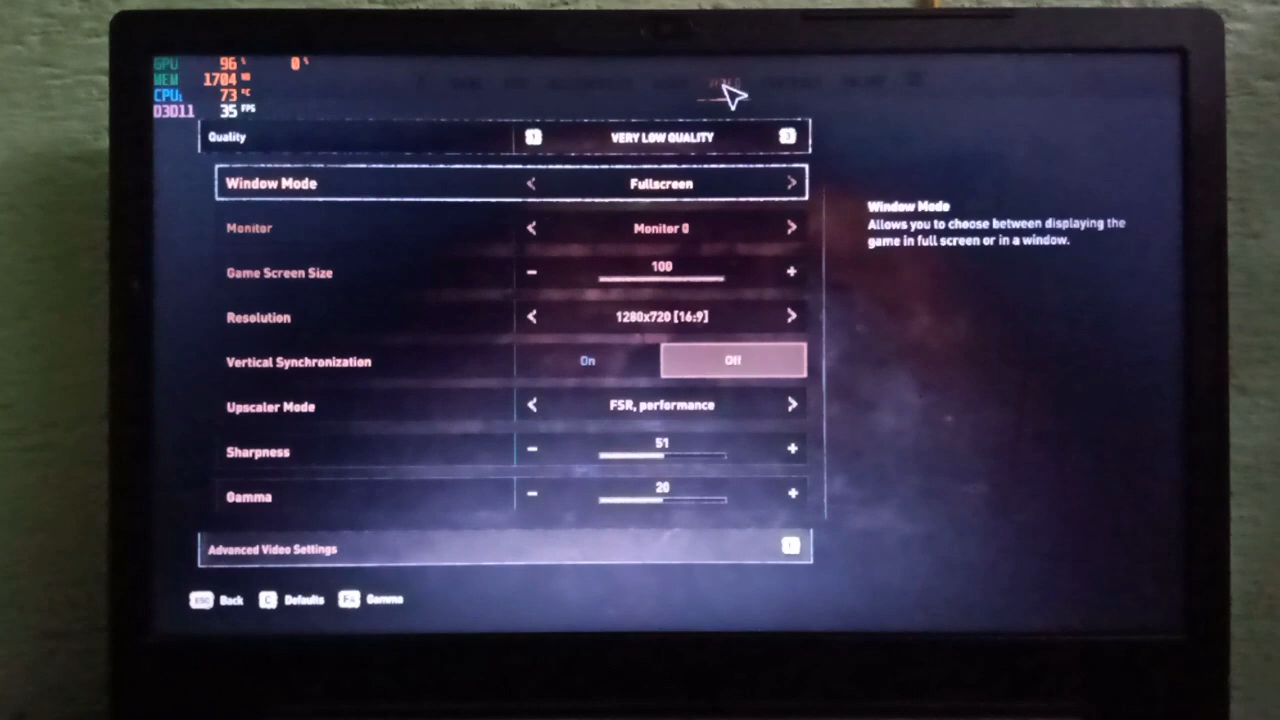 GPU 96 % 0 %
MEM 1704 MB
CPU1 73 °C
D3D11 35 FPS
Quality VERY LOW QUALITY
Window Mode < Fullscreen >
Monitor < Monitor 0 >
Game Screen Size - 100 +
Resolution < 1280x720 [16:9] >
Vertical Synchronization On Off
Upscaler Mode < FSR, performance >
Sharpness - 51 +
Gamma - 20 +
Advanced Video Settings
Window Mode
Allows you to choose between displaying the
game in full screen or in a window.
ESC Back C Defaults F4 Gamma